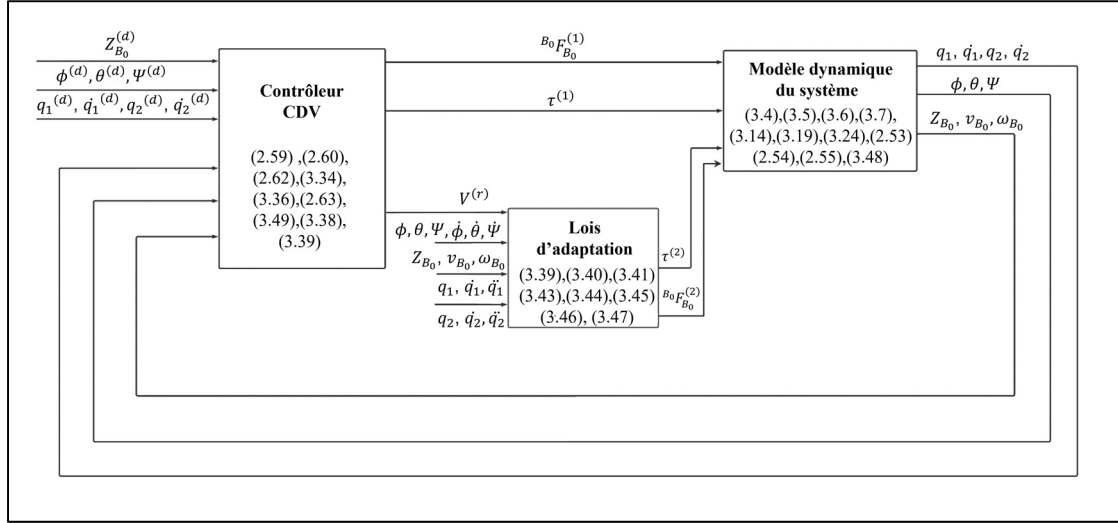 Z_{B_0}^{(d)}
ϕ^{(d)}, θ^{(d)}, Ψ^{(d)}
q_1^{(d)}, q̇_1^{(d)}, q_2^{(d)}, q̇_2^{(d)}
Contrôleur
CDV
(2.59) ,(2.60),
(2.62),(3.34),
(3.36),(2.63),
(3.49),(3.38),
(3.39)
^{B_0}F_{B_0}^{(1)}
τ^{(1)}
V^{(r)}
ϕ, θ, Ψ, ϕ̇, θ̇, Ψ̇
Z_{B_0}, v_{B_0}, ω_{B_0}
q_1, q̇_1, q̈_1
q_2, q̇_2, q̈_2
Lois
d’adaptation
(3.39),(3.40),(3.41)
(3.43),(3.44),(3.45)
(3.46), (3.47)
τ^{(2)}
^{B_0}F_{B_0}^{(2)}
Modèle dynamique
du système
(3.4),(3.5),(3.6),(3.7),
(3.14),(3.19),(3.24),(2.53)
(2.54),(2.55),(3.48)
q_1, q̇_1, q_2, q̇_2
ϕ, θ, Ψ
Z_{B_0}, v_{B_0}, ω_{B_0}